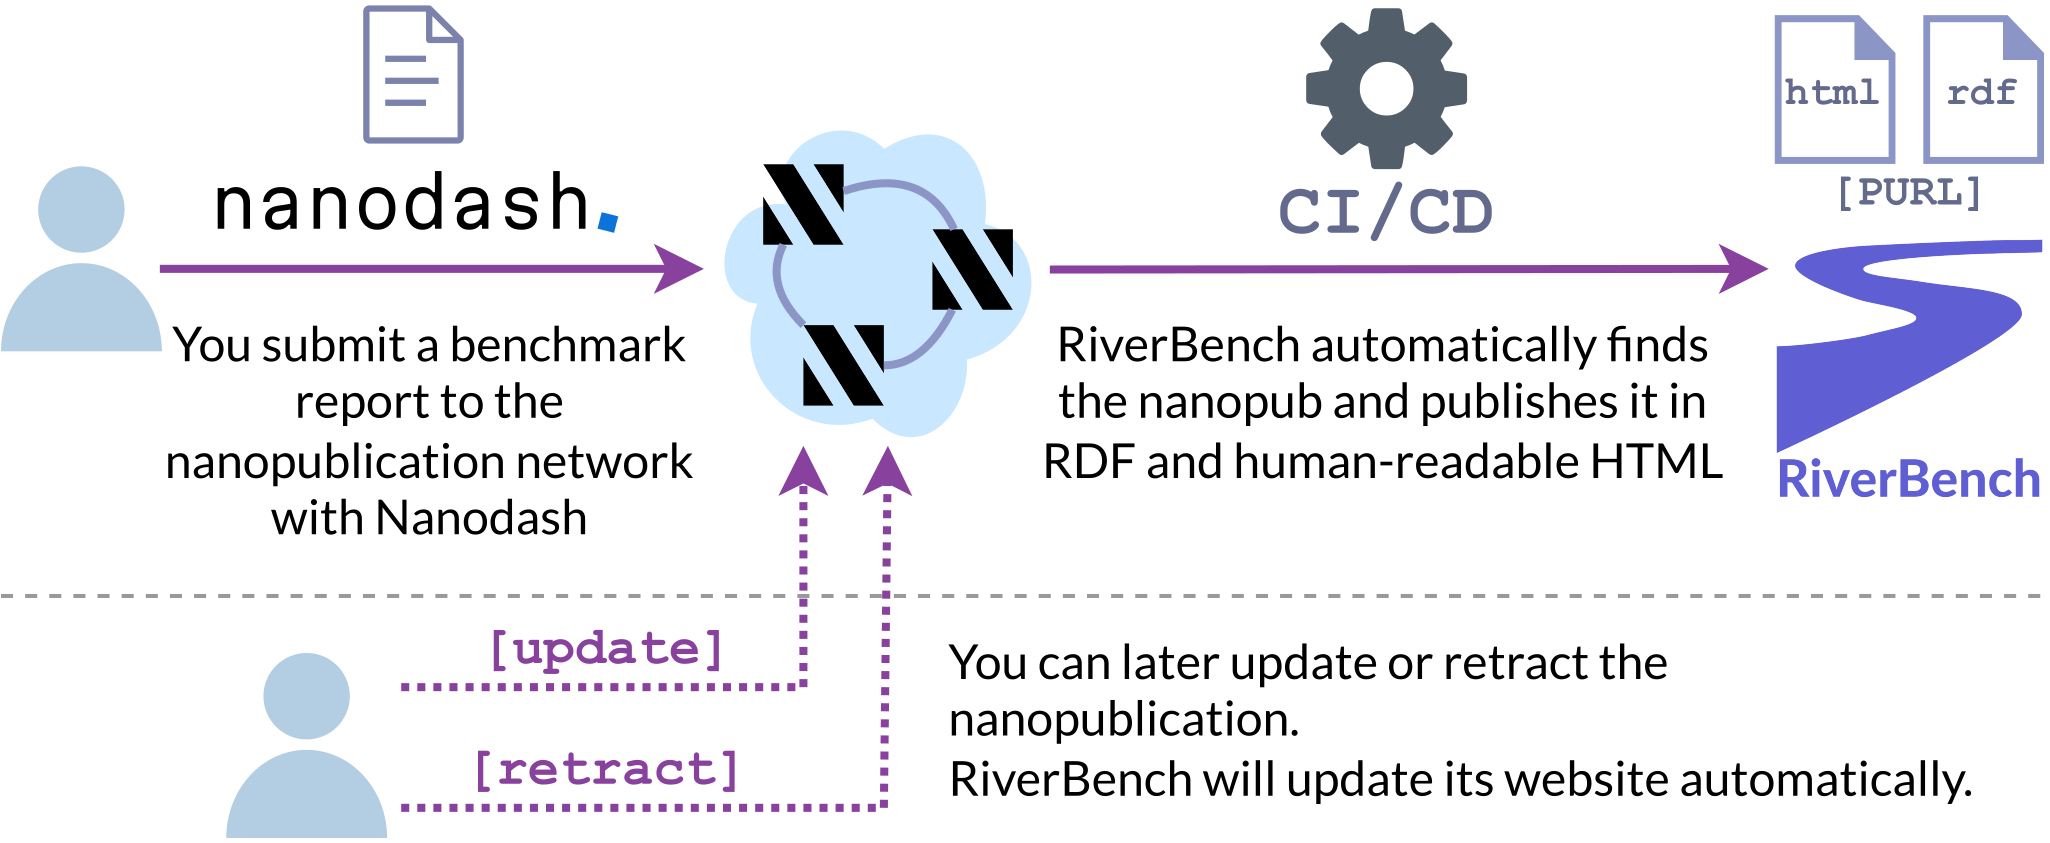 nanodash.
You submit a benchmark
report to the
nanopublication network
with Nanodash
CI/CD
RiverBench automatically finds
the nanopub and publishes it in
RDF and human-readable HTML
html
rdf
[PURL]
RiverBench
[update]
[retract]
You can later update or retract the
nanopublication.
RiverBench will update its website automatically.